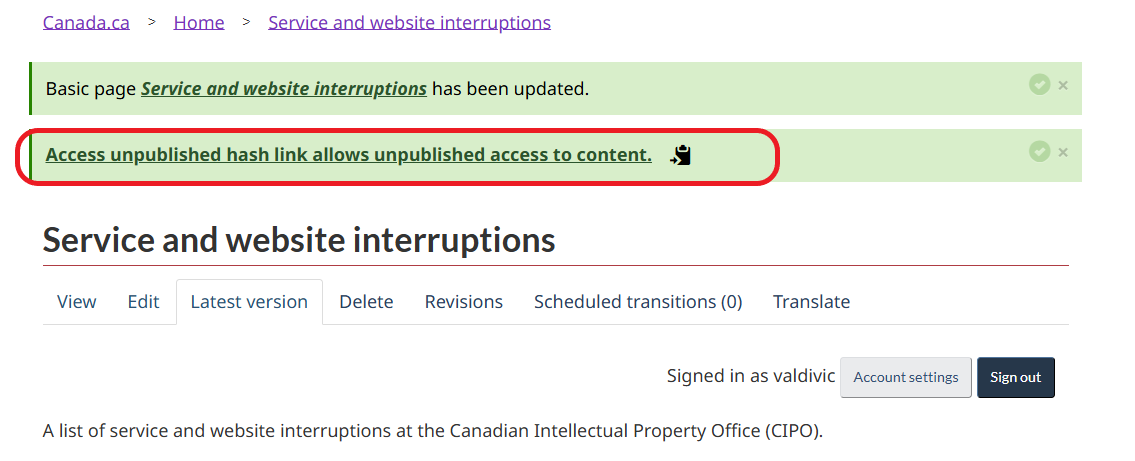 Canada.ca > Home > Service and website interruptions
Basic page Service and website interruptions has been updated.
Access unpublished hash link allows unpublished access to content.
Service and website interruptions
View Edit Latest version Delete Revisions Scheduled transitions (0) Translate
Signed in as valdivic Account settings Sign out
A list of service and website interruptions at the Canadian Intellectual Property Office (CIPO).